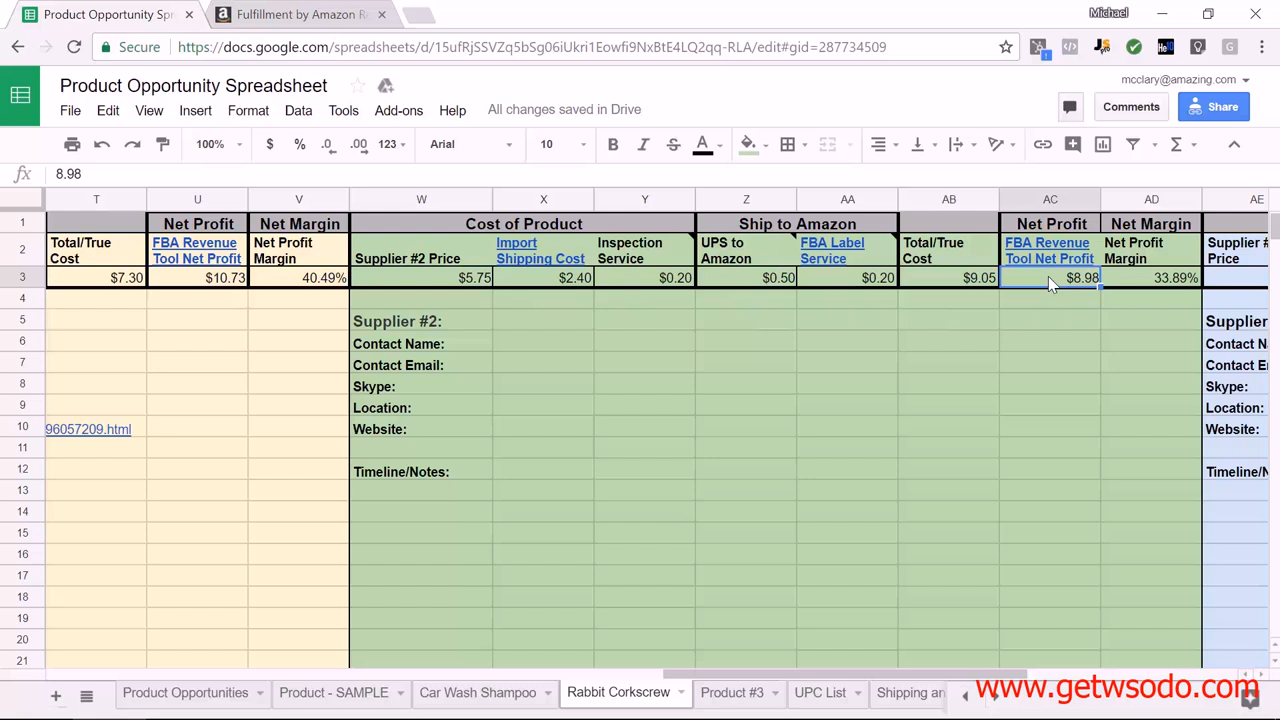 Product Opportunity Sp
Fulfillment by Amazon R
Michael
Secure
https://docs.google.com/spreadsheets/d/15ufRjSSVZq5bSg06iUkri1Eowfi9NxBtE4LQ2qq-RLA/edit#gid=287734509
Product Opportunity Spreadsheet
mcclary@amazing.com
File Edit View Insert Format Data Tools Add-ons Help All changes saved in Drive
Comments Share
100% $ % .0 .00 123 Arial 10 B I S A Σ
fx 8.98
T U V W X Y Z AA AB AC AD AE
1 Net Profit Net Margin Cost of Product Ship to Amazon Net Profit Net Margin
2 Total/True Cost FBA Revenue Tool Net Profit Net Profit Margin Supplier #2 Price Import Shipping Cost Inspection Service UPS to Amazon FBA Label Service Total/True Cost FBA Revenue Tool Net Profit Net Profit Margin Supplier # Price
3 $7.30 $10.73 40.49% $5.75 $2.40 $0.20 $0.50 $0.20 $9.05 $8.98 33.89%
4
5 Supplier #2: Supplier
6 Contact Name: Contact N
7 Contact Email: Contact E
8 Skype: Skype:
9 Location: Location:
10 96057209.html Website: Website:
11
12 Timeline/Notes: Timeline/N
13
14
15
16
17
18
19
20
21
Product Opportunities Product - SAMPLE Car Wash Shampoo Rabbit Corkscrew Product #3 UPC List Shipping an
www.getwsodo.com